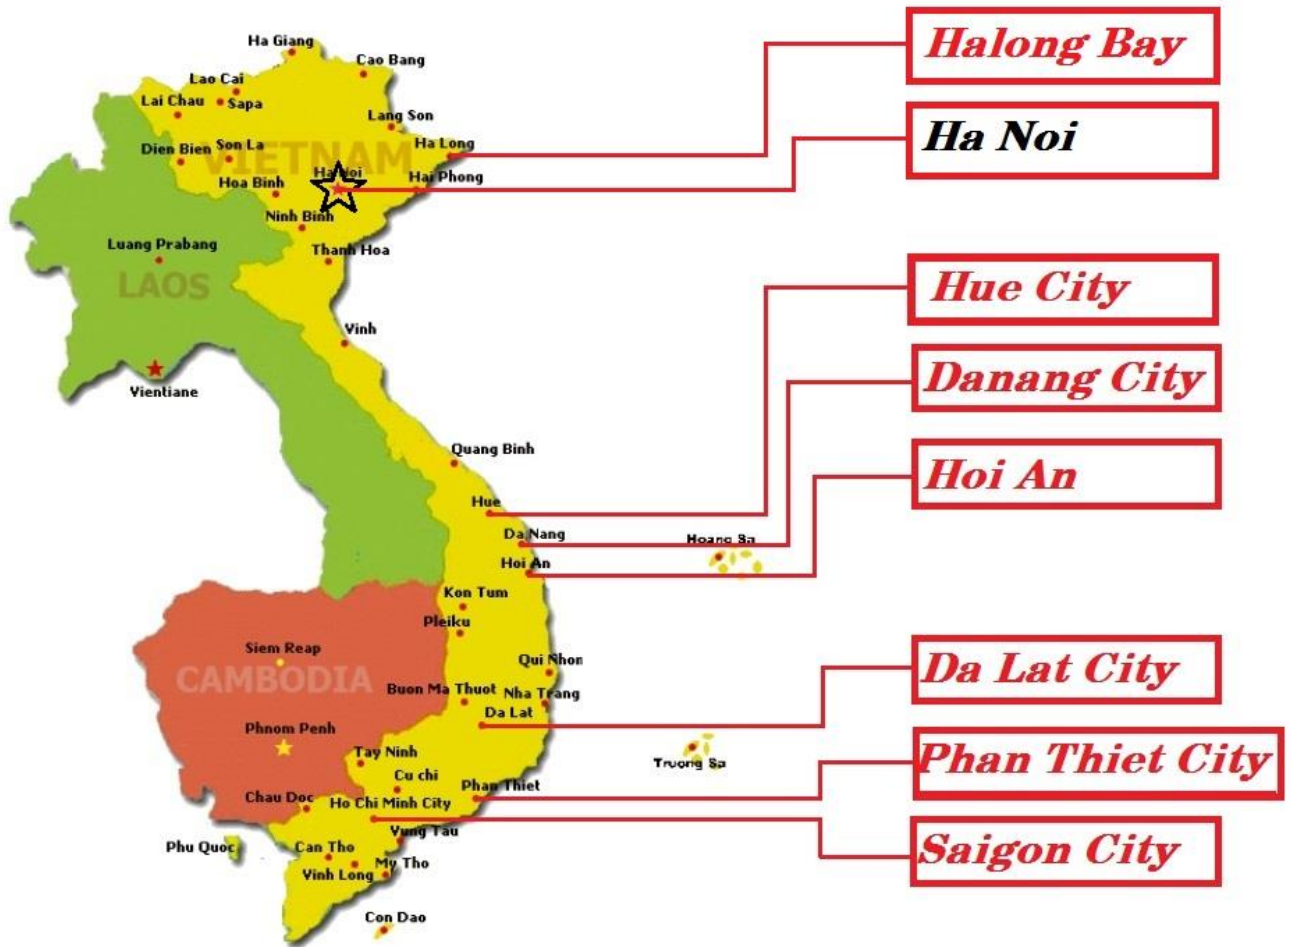 Halong Bay
Ha Giang
Cao Bang
Lao Cai
Lai Chau
Sapa
Lang Son
Ha Noi
Dien Bien
Son La
VIETNAM
Ha Long
Ha Noi
Hoa Binh
Hai Phong
Ninh Binh
Luang Prabang
Thanh Hoa
LAOS
Hue City
Vinh
Vientiane
Danang City
Quang Binh
Hoi An
Hue
Da Nang
Hoang Sa
Hoi An
Kon Tum
Pleiku
Siem Reap
Qui Nhon
Da Lat City
CAMBODIA
Buon Ma Thuot
Nha Trang
Da Lat
Phnom Penh
Tay Ninh
Truong Sa
Phan Thiet City
Cu chi
Phan Thiet
Chau Doc
Ho Chi Minh City
Vung Tau
Phu Quoc
Can Tho
Saigon City
My Tho
Vinh Long
Con Dao